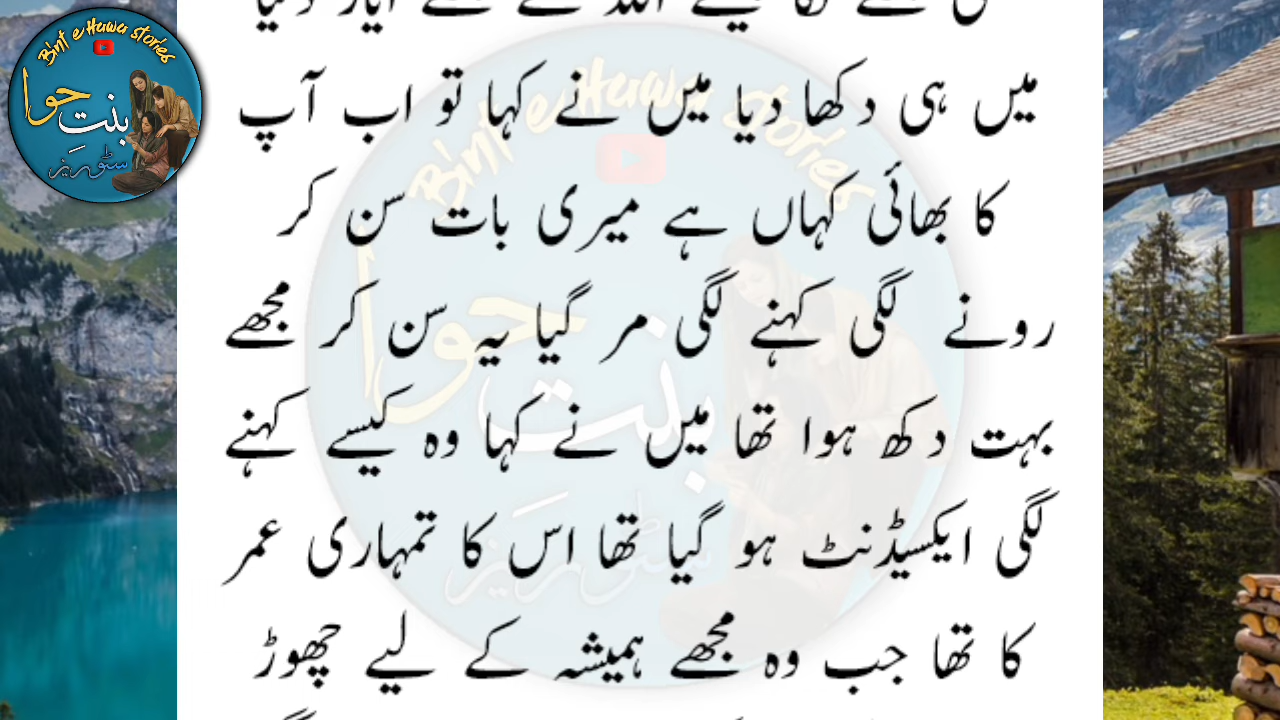 Bint e Hawa stories
بنت حوا
سٹوریز
میں ہی دکھا دیا میں نے کہا تو اب آپ
کا بھائی کہاں ہے میری بات سن کر
رونے لگی کہنے لگی مر گیا یہ سن کر مجھے
بہت دکھ ہوا تھا میں نے کہا وہ کیسے کہنے
لگی ایکسیڈنٹ ہو گیا تھا اس کا تمہاری عمر
کا تھا جب وہ مجھے ہمیشہ کے لیے چھوڑ